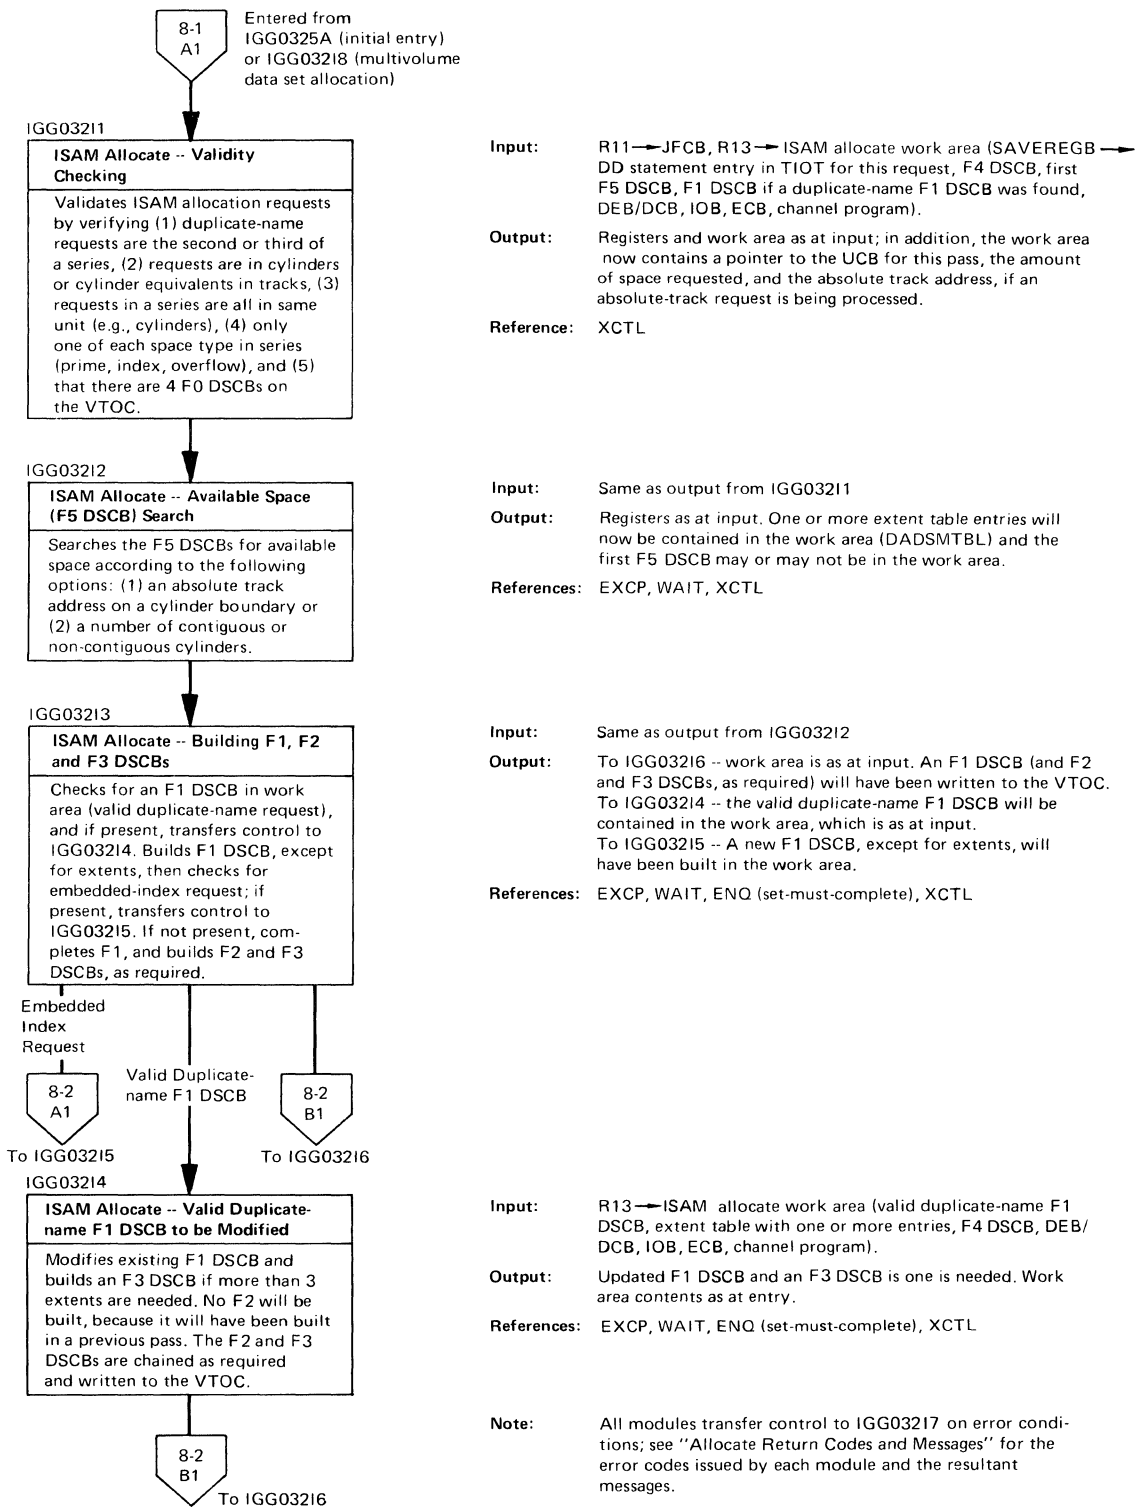 8-1
A1
Entered from
IGG0325A (initial entry)
or IGG032I8 (multivolume
data set allocation)
IGG032I1
ISAM Allocate -- Validity
Checking
Validates ISAM allocation requests
by verifying (1) duplicate-name
requests are the second or third of
a series, (2) requests are in cylinders
or cylinder equivalents in tracks, (3)
requests in a series are all in same
unit (e.g., cylinders), (4) only
one of each space type in series
(prime, index, overflow), and (5)
that there are 4 F0 DSCBs on
the VTOC.
Input: R11→JFCB, R13→ISAM allocate work area (SAVEREGB→
DD statement entry in TIOT for this request, F4 DSCB, first
F5 DSCB, F1 DSCB if a duplicate-name F1 DSCB was found,
DEB/DCB, IOB, ECB, channel program).
Output: Registers and work area as at input; in addition, the work area
now contains a pointer to the UCB for this pass, the amount
of space requested, and the absolute track address, if an
absolute-track request is being processed.
Reference: XCTL
IGG032I2
ISAM Allocate -- Available Space
(F5 DSCB) Search
Searches the F5 DSCBs for available
space according to the following
options: (1) an absolute track
address on a cylinder boundary or
(2) a number of contiguous or
non-contiguous cylinders.
Input: Same as output from IGG032I1
Output: Registers as at input. One or more extent table entries will
now be contained in the work area (DADSMTBL) and the
first F5 DSCB may or may not be in the work area.
References: EXCP, WAIT, XCTL
IGG032I3
ISAM Allocate -- Building F1, F2
and F3 DSCBs
Checks for an F1 DSCB in work
area (valid duplicate-name request),
and if present, transfers control to
IGG032I4. Builds F1 DSCB, except
for extents, then checks for
embedded-index request; if
present, transfers control to
IGG032I5. If not present, com-
pletes F1, and builds F2 and F3
DSCBs, as required.
Input: Same as output from IGG032I2
Output: To IGG032I6 -- work area is as at input. An F1 DSCB (and F2
and F3 DSCBs, as required) will have been written to the VTOC.
To IGG032I4 -- the valid duplicate-name F1 DSCB will be
contained in the work area, which is as at input.
To IGG032I5 -- A new F1 DSCB, except for extents, will
have been built in the work area.
References: EXCP, WAIT, ENQ (set-must-complete), XCTL
Embedded
Index
Request
8-2
A1
To IGG032I5
Valid Duplicate-
name F1 DSCB
8-2
B1
To IGG032I6
IGG032I4
ISAM Allocate -- Valid Duplicate-
name F1 DSCB to be Modified
Modifies existing F1 DSCB and
builds an F3 DSCB if more than 3
extents are needed. No F2 will be
built, because it will have been built
in a previous pass. The F2 and F3
DSCBs are chained as required
and written to the VTOC.
Input: R13→ISAM allocate work area (valid duplicate-name F1
DSCB, extent table with one or more entries, F4 DSCB, DEB/
DCB, IOB, ECB, channel program).
Output: Updated F1 DSCB and an F3 DSCB is one is needed. Work
area contents as at entry.
References: EXCP, WAIT, ENQ (set-must-complete), XCTL
8-2
B1
To IGG032I6
Note: All modules transfer control to IGG032I7 on error condi-
tions; see "Allocate Return Codes and Messages" for the
error codes issued by each module and the resultant
messages.